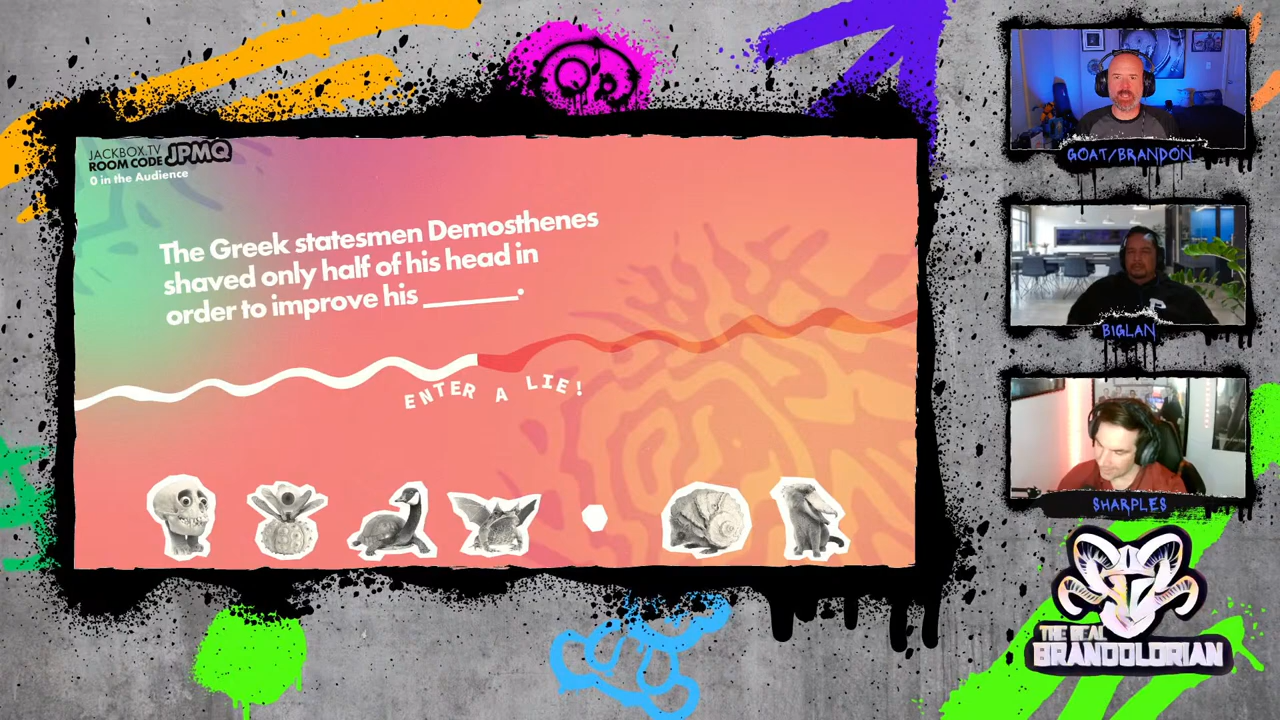 JACKBOX.TV
ROOM CODE JPMQ
0 in the Audience
The Greek statesmen Demosthenes
shaved only half of his head in
order to improve his ________.
ENTER A LIE!
GOAT/BRANDON
BIGLAN
SHARPLES
THE REAL
BRANDOLORIAN